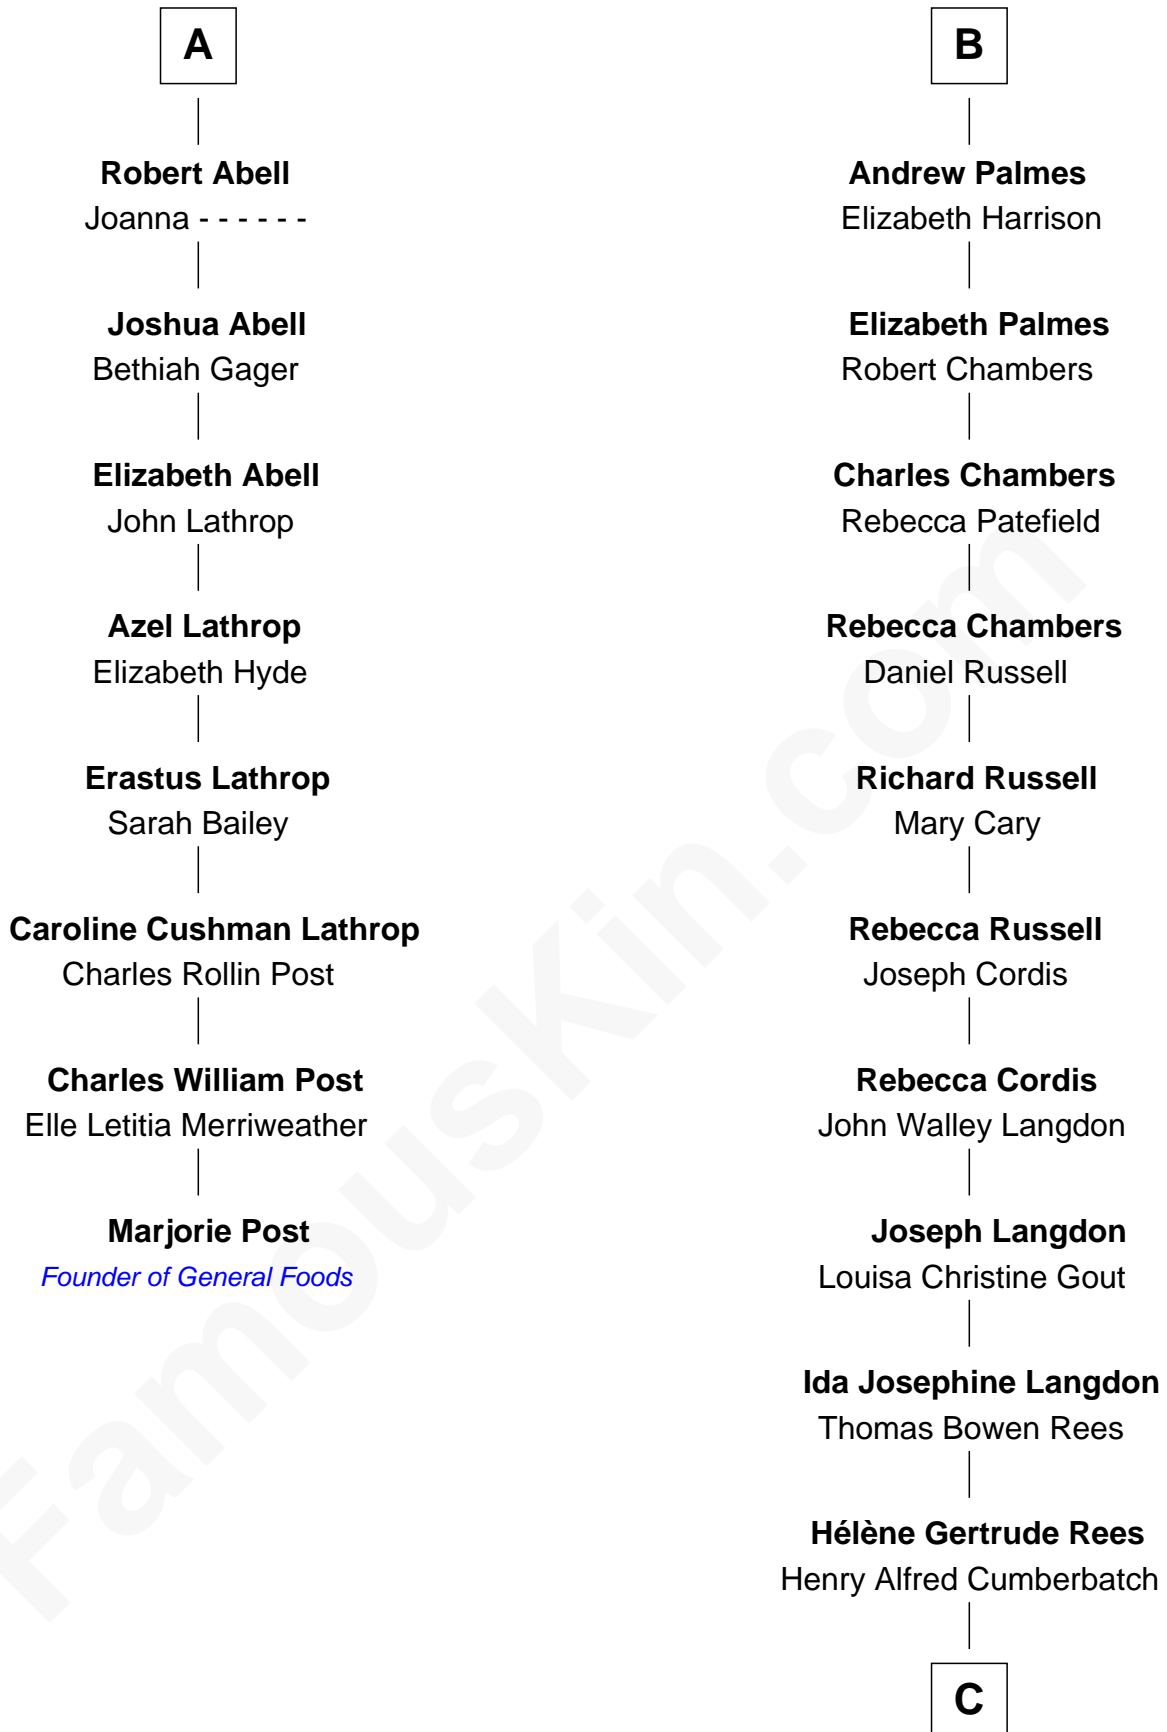 A
Robert Abell
Joanna - - - - - -
Joshua Abell
Bethiah Gager
Elizabeth Abell
John Lathrop
Azel Lathrop
Elizabeth Hyde
Erastus Lathrop
Sarah Bailey
Caroline Cushman Lathrop
Charles Rollin Post
Charles William Post
Elle Letitia Merriweather
Marjorie Post
Founder of General Foods
B
Andrew Palmes
Elizabeth Harrison
Elizabeth Palmes
Robert Chambers
Charles Chambers
Rebecca Patefield
Rebecca Chambers
Daniel Russell
Richard Russell
Mary Cary
Rebecca Russell
Joseph Cordis
Rebecca Cordis
John Walley Langdon
Joseph Langdon
Louisa Christine Gout
Ida Josephine Langdon
Thomas Bowen Rees
Hélène Gertrude Rees
Henry Alfred Cumberbatch
C
FamousKin.com